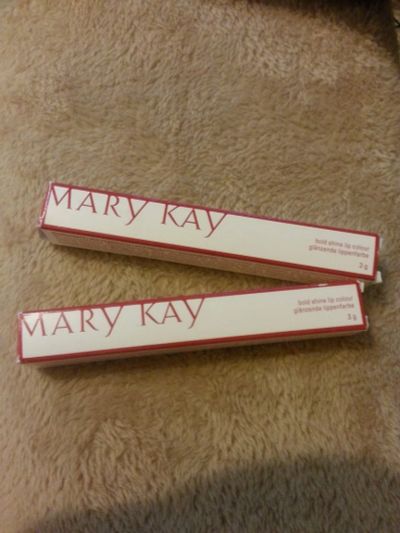 MARY KAY
bold shine lip colour
glänzende lippenfarbe
3 g
MARY KAY
bold shine lip colour
glänzende lippenfarbe
3 g